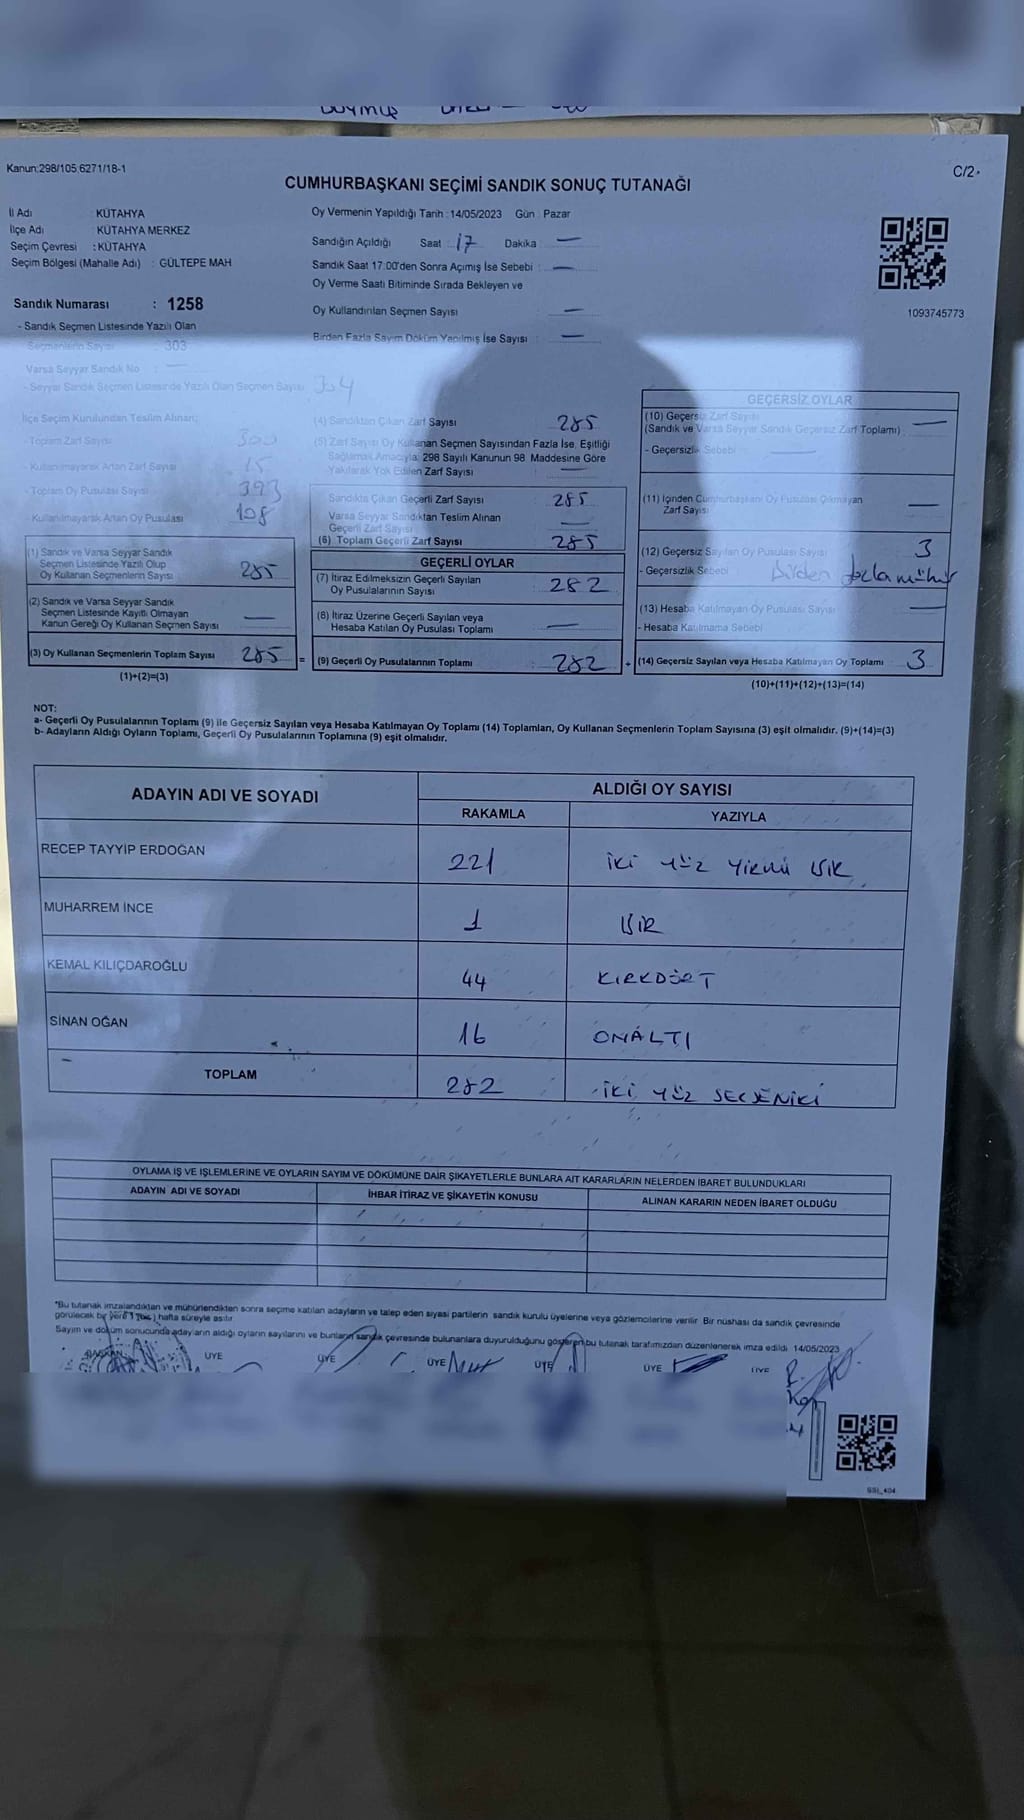 Kanun:298/105.6271/18-1
C/2
CUMHURBAŞKANI SEÇİMİ SANDIK SONUÇ TUTANAĞI
İl Adı : KÜTAHYA
İlçe Adı : KÜTAHYA MERKEZ
Seçim Çevresi : KÜTAHYA
Seçim Bölgesi (Mahalle Adı) : GÜLTEPE MAH
Sandık Numarası : 1258
- Sandık Seçmen Listesinde Yazılı Olan
Seçmenlerin Sayısı : 303
Varsa Seyyar Sandık No : —
- Seyyar Sandık Seçmen Listesinde Yazılı Olan Seçmen Sayısı
İlçe Seçim Kurulundan Teslim Alınan;
- Toplam Zarf Sayısı 300
- Kullanılmayarak Artan Zarf Sayısı 15
- Toplam Oy Pusulası Sayısı 393
- Kullanılmayarak Artan Oy Pusulası 108
Oy Vermenin Yapıldığı Tarih : 14/05/2023 Gün : Pazar
Sandığın Açıldığı Saat : 17 Dakika : —
Sandık Saat 17:00'den Sonra Açımış İse Sebebi : —
Oy Verme Saati Bitiminde Sırada Bekleyen ve
Oy Kullandırılan Seçmen Sayısı : —
Birden Fazla Sayım Döküm Yapılmış İse Sayısı : —
1093745773
(1) Sandık ve Varsa Seyyar Sandık
Seçmen Listesinde Yazılı Olup
Oy Kullanan Seçmenlerin Sayısı 285
(2) Sandık ve Varsa Seyyar Sandık
Seçmen Listesinde Kayıtlı Olmayan
Kanun Gereği Oy Kullanan Seçmen Sayısı —
(3) Oy Kullanan Seçmenlerin Toplam Sayısı 285 =
(1)+(2)=(3)
(4) Sandıktan Çıkan Zarf Sayısı 285
(5) Zarf Sayısı Oy Kullanan Seçmen Sayısından Fazla İse, Eşitliği
Sağlamak Amacıyla; 298 Sayılı Kanunun 98. Maddesine Göre
Yakılarak Yok Edilen Zarf Sayısı —
Sandıkta Çıkan Geçerli Zarf Sayısı 285
Varsa Seyyar Sandıktan Teslim Alınan
Geçerli Zarf Sayısı —
(6) Toplam Geçerli Zarf Sayısı 285
GEÇERLİ OYLAR
(7) İtiraz Edilmeksizin Geçerli Sayılan
Oy Pusulalarının Sayısı 282
(8) İtiraz Üzerine Geçerli Sayılan veya
Hesaba Katılan Oy Pusulası Toplamı —
(9) Geçerli Oy Pusulalarının Toplamı 282 +
GEÇERSİZ OYLAR
(10) Geçersiz Zarf Sayısı
(Sandık ve Varsa Seyyar Sandık Geçersiz Zarf Toplamı) —
- Geçersizlik Sebebi : —
(11) İçinden Cumhurbaşkanı Oy Pusulası Çıkmayan
Zarf Sayısı —
(12) Geçersiz Sayılan Oy Pusulası Sayısı 3
- Geçersizlik Sebebi : Birden fazla mühür
(13) Hesaba Katılmayan Oy Pusulası Sayısı —
- Hesaba Katılmama Sebebi
(14) Geçersiz Sayılan veya Hesaba Katılmayan Oy Toplamı 3
(10)+(11)+(12)+(13)=(14)
NOT:
a- Geçerli Oy Pusulalarının Toplamı (9) ile Geçersiz Sayılan veya Hesaba Katılmayan Oy Toplamı (14) Toplamları, Oy Kullanan Seçmenlerin Toplam Sayısına (3) eşit olmalıdır. (9)+(14)=(3)
b- Adayların Aldığı Oyların Toplamı, Geçerli Oy Pusulalarının Toplamına (9) eşit olmalıdır.
ADAYIN ADI VE SOYADI ALDIĞI OY SAYISI
RAKAMLA YAZIYLA
RECEP TAYYİP ERDOĞAN 221 İKİ YÜZ YİRMİ BİR
MUHARREM İNCE 1 BİR
KEMAL KILIÇDAROĞLU 44 KIRKDÖRT
SİNAN OĞAN 16 ONALTI
TOPLAM 282 İKİ YÜZ SECSENİKİ
OYLAMA İŞ VE İŞLEMLERİNE VE OYLARIN SAYIM VE DÖKÜMÜNE DAİR ŞİKAYETLERLE BUNLARA AİT KARARLARIN NELERDEN İBARET BULUNDUKLARI
ADAYIN ADI VE SOYADI İHBAR İTİRAZ VE ŞİKAYETİN KONUSU ALINAN KARARIN NEDEN İBARET OLDUĞU
*Bu tutanak imzalandıktan ve mühürlendikten sonra seçime katılan adayların ve talep eden siyasi partilerin sandık kurulu üyelerine veya gözlemcilerine verilir. Bir nüshası da sandık çevresinde
görülecek bir yere 1 (bir) hafta süreyle asılır.
Sayım ve döküm sonucunda adayların aldığı oyların sayılarını ve bunların sandık çevresinde bulunanlara duyurulduğunu gösteren bu tutanak tarafımızdan düzenlenerek imza edildi. 14/05/2023
BAŞKAN ÜYE ÜYE ÜYE ÜYE ÜYE ÜYE